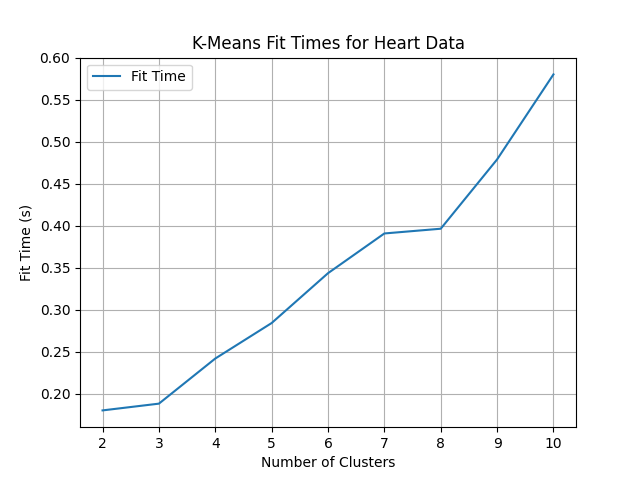 K-Means Fit Times for Heart Data
Fit Time
0.60
0.55
0.50
0.45
0.40
0.35
0.30
0.25
0.20
Fit Time (s)
2 3 4 5 6 7 8 9 10
Number of Clusters